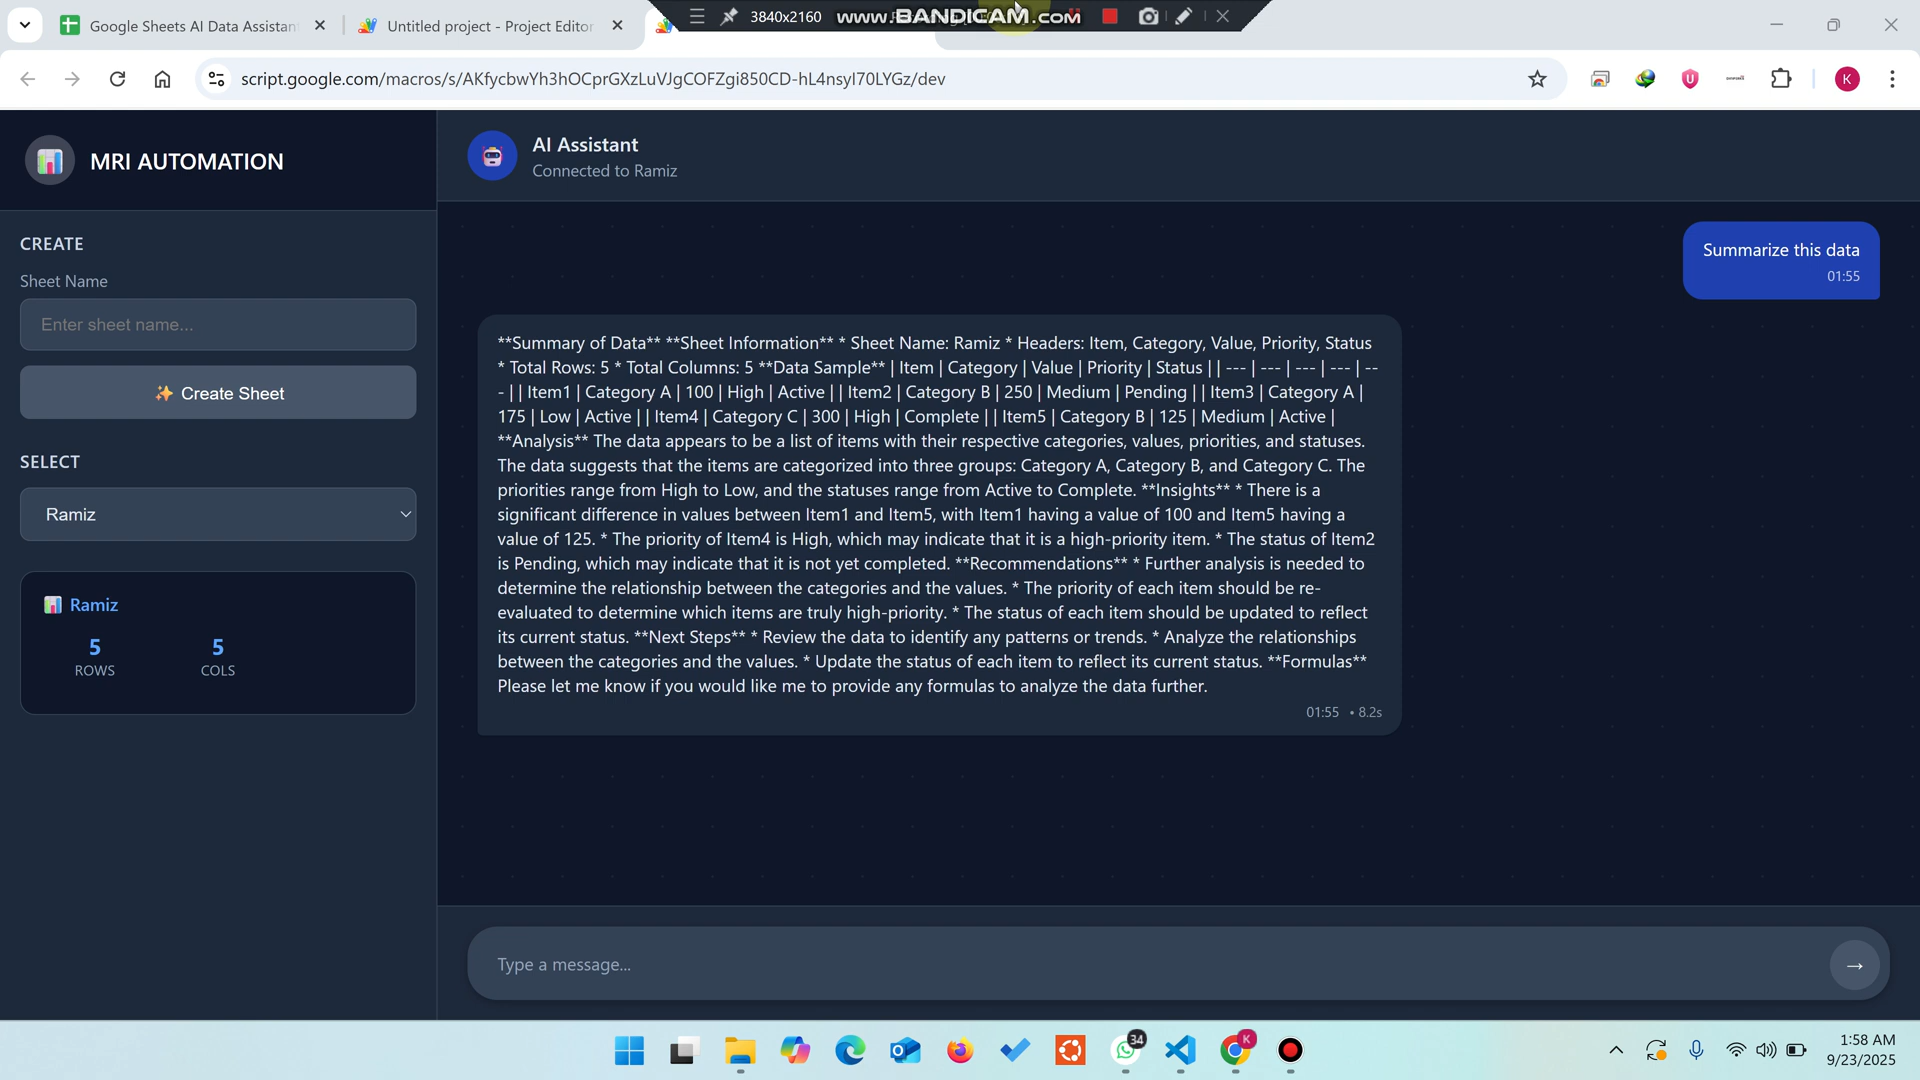 Google Sheets AI Data Assistan
Untitled project - Project Editor
3840x2160
www.BANDICAM.com
script.google.com/macros/s/AKfycbwYh3hOCprGXzLuVJgCOFZgi850CD-hL4nsyI70LYGz/dev
K
MRI AUTOMATION
CREATE
Sheet Name
Enter sheet name...
✨ Create Sheet
SELECT
Ramiz
Ramiz
5 5
ROWS COLS
AI Assistant
Connected to Ramiz
Summarize this data
01:55
**Summary of Data** **Sheet Information** * Sheet Name: Ramiz * Headers: Item, Category, Value, Priority, Status
* Total Rows: 5 * Total Columns: 5 **Data Sample** | Item | Category | Value | Priority | Status | | --- | --- | --- | --- | --
- | | Item1 | Category A | 100 | High | Active | | Item2 | Category B | 250 | Medium | Pending | | Item3 | Category A |
175 | Low | Active | | Item4 | Category C | 300 | High | Complete | | Item5 | Category B | 125 | Medium | Active |
**Analysis** The data appears to be a list of items with their respective categories, values, priorities, and statuses.
The data suggests that the items are categorized into three groups: Category A, Category B, and Category C. The
priorities range from High to Low, and the statuses range from Active to Complete. **Insights** * There is a
significant difference in values between Item1 and Item5, with Item1 having a value of 100 and Item5 having a
value of 125. * The priority of Item4 is High, which may indicate that it is a high-priority item. * The status of Item2
is Pending, which may indicate that it is not yet completed. **Recommendations** * Further analysis is needed to
determine the relationship between the categories and the values. * The priority of each item should be re-
evaluated to determine which items are truly high-priority. * The status of each item should be updated to reflect
its current status. **Next Steps** * Review the data to identify any patterns or trends. * Analyze the relationships
between the categories and the values. * Update the status of each item to reflect its current status. **Formulas**
Please let me know if you would like me to provide any formulas to analyze the data further.
01:55 • 8.2s
Type a message...
34
K
1:58 AM
9/23/2025